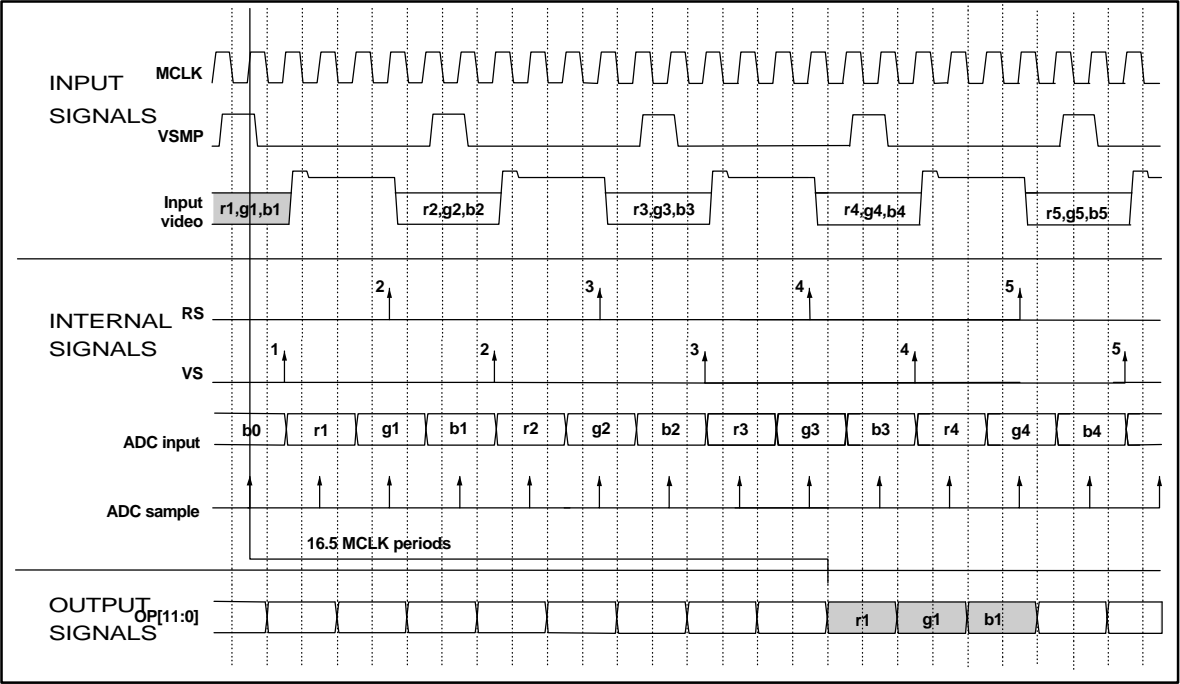 INPUT
SIGNALS
MCLK
VSMP
Input
video
r1,g1,b1
r2,g2,b2
r3,g3,b3
r4,g4,b4
r5,g5,b5
INTERNAL
SIGNALS
RS
2
3
4
5
VS
1
2
3
4
5
ADC input
b0
r1
g1
b1
r2
g2
b2
r3
g3
b3
r4
g4
b4
ADC sample
16.5 MCLK periods
OUTPUT
SIGNALS
OP[11:0]
r1
g1
b1